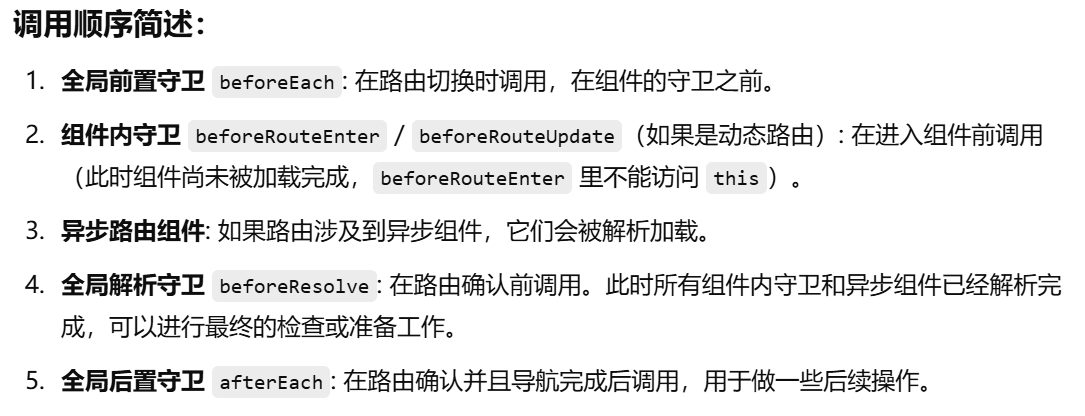 调用顺序简述：
1. 全局前置守卫 beforeEach: 在路由切换时调用，在组件的守卫之前。
2. 组件内守卫 beforeRouteEnter / beforeRouteUpdate（如果是动态路由）: 在进入组件前调用
（此时组件尚未被加载完成，beforeRouteEnter 里不能访问 this）。
3. 异步路由组件: 如果路由涉及到异步组件，它们会被解析加载。
4. 全局解析守卫 beforeResolve: 在路由确认前调用。此时所有组件内守卫和异步组件已经解析完
成，可以进行最终的检查或准备工作。
5. 全局后置守卫 afterEach: 在路由确认并且导航完成后调用，用于做一些后续操作。